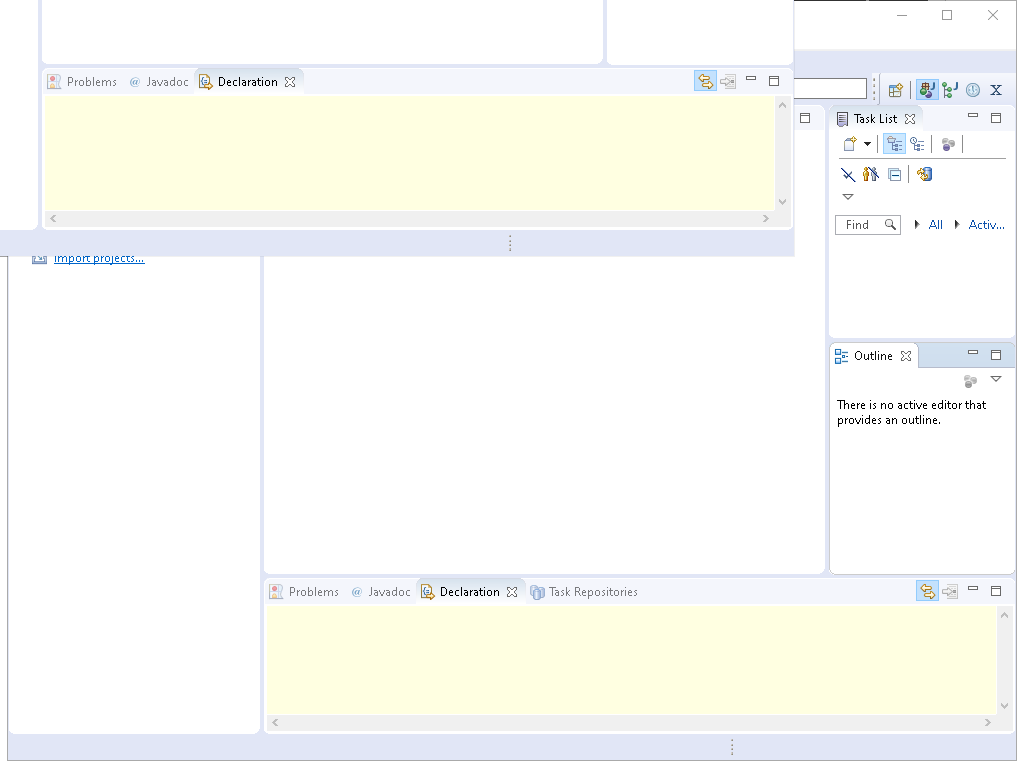 Problems @ Javadoc Declaration
Task List
Find All Activ...
Import projects...
Outline
There is no active editor that
provides an outline.
Problems @ Javadoc Declaration Task Repositories